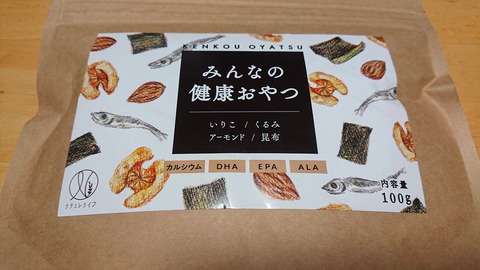 KENKOU OYATSU
みんなの
健康おやつ
いりこ / くるみ
アーモンド / 昆布
カルシウム DHA EPA ALA
ナチュレライフ
内容量
100g